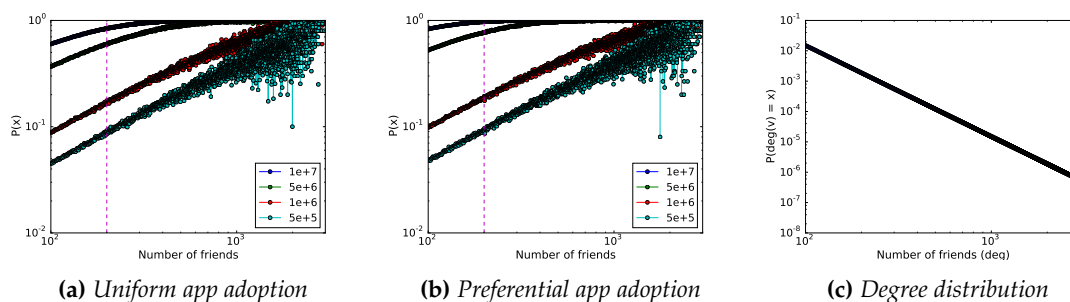 10^0
10^-1
10^-2
P(x)
10^2
10^3
Number of friends
1e+7
5e+6
1e+6
5e+5
(a) Uniform app adoption
10^0
10^-1
10^-2
P(x)
10^2
10^3
Number of friends
1e+7
5e+6
1e+6
5e+5
(b) Preferential app adoption
10^-1
10^-2
10^-3
10^-4
10^-5
10^-6
10^-7
10^-8
P(deg(v) = x)
10^2
10^3
Number of friends (deg)
(c) Degree distribution